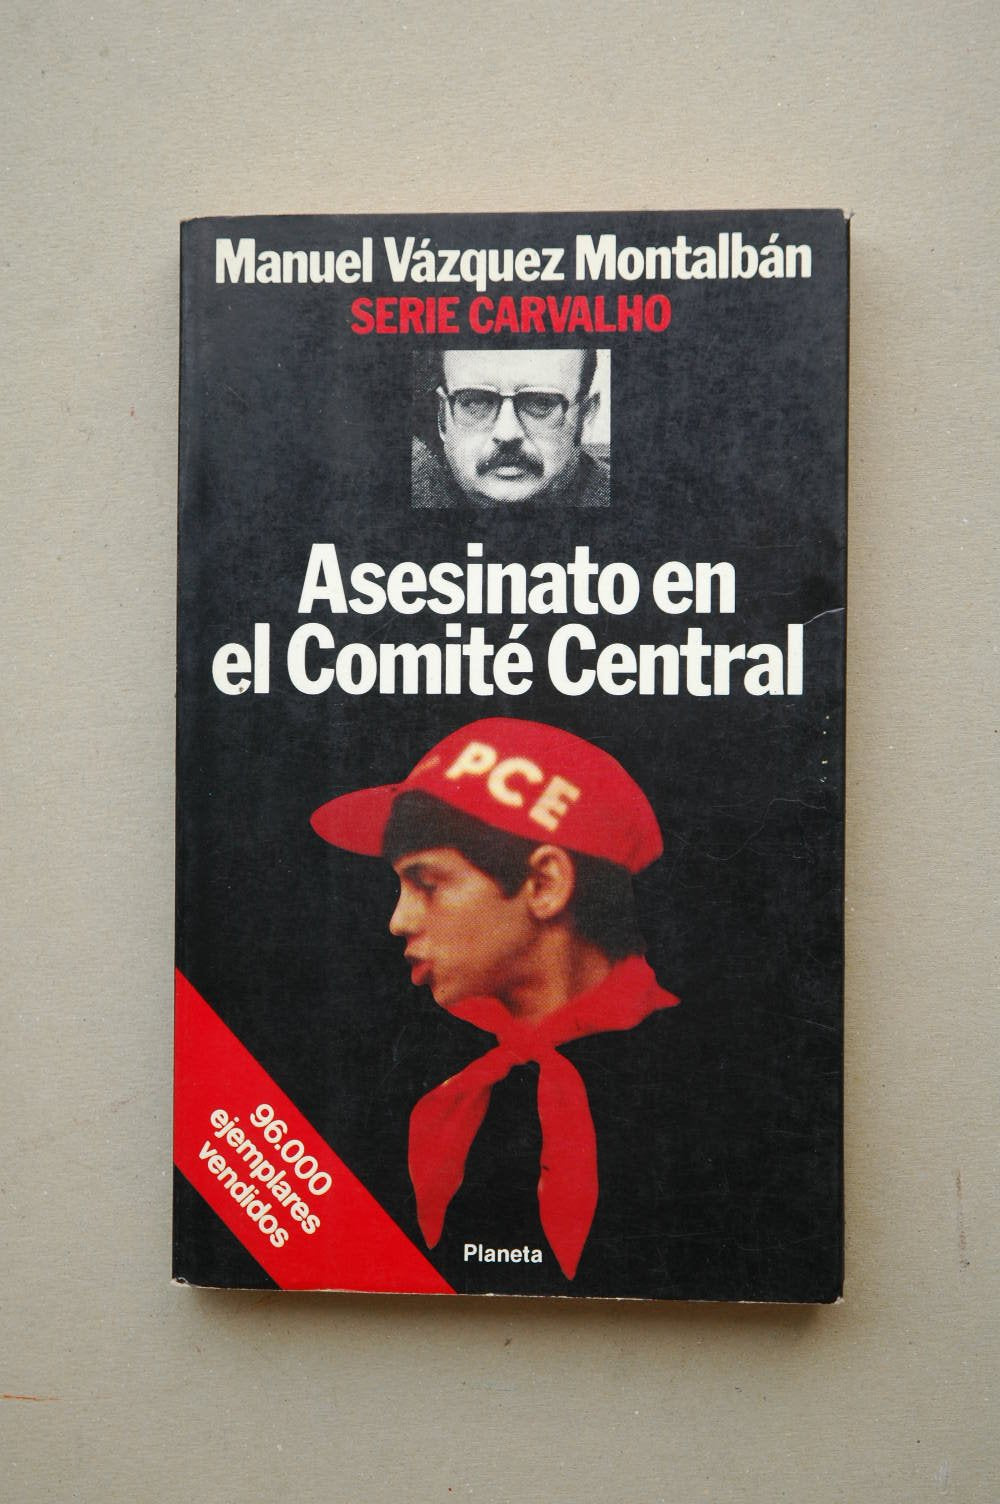 Manuel Vázquez Montalbán
SERIE CARVALHO
Asesinato en
el Comité Central
PCE
96.000
ejemplares
vendidos
Planeta